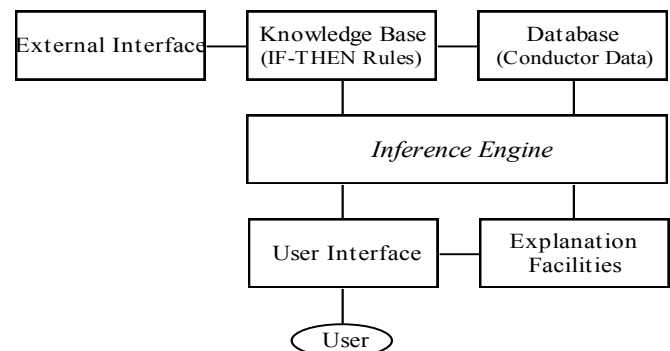 External Interface
Knowledge Base
(IF-THEN Rules)
Database
(Conductor Data)
Inference Engine
User Interface
Explanation
Facilities
User